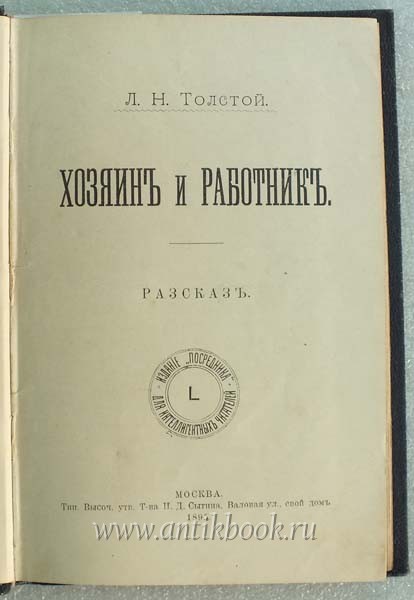 Л. Н. Толстой.
ХОЗЯИНЪ И РАБОТНИКЪ.
РАЗСКАЗЪ.
ИЗДАНІЕ „ПОСРЕДНИКА“
ДЛЯ ИНТЕЛЛИГЕНТНЫХЪ ЧИТАТЕЛЕЙ
L
МОСКВА.
Тип. Высоч. утв. Т-ва И. Д. Сытина, Валовая ул., свой домъ
1895
www.antikbook.ru